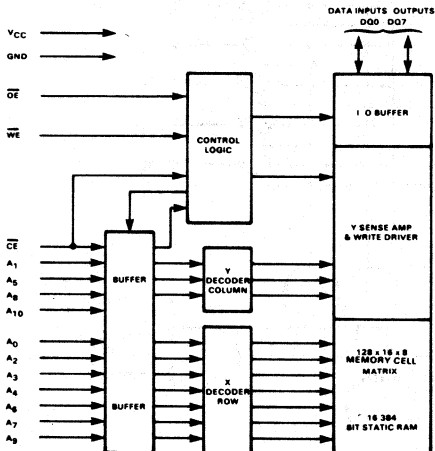 DATA INPUTS OUTPUTS
DQ0 DQ7
VCC
GND
OE
WE
CONTROL
LOGIC
I O BUFFER
Y SENSE AMP
& WRITE DRIVER
CE
A1
A5
A8
A10
BUFFER
Y
DECODER
COLUMN
A0
A2
A3
A4
A6
A7
A9
BUFFER
X
DECODER
ROW
128 x 16 x 8
MEMORY CELL
MATRIX
16 384
BIT STATIC RAM